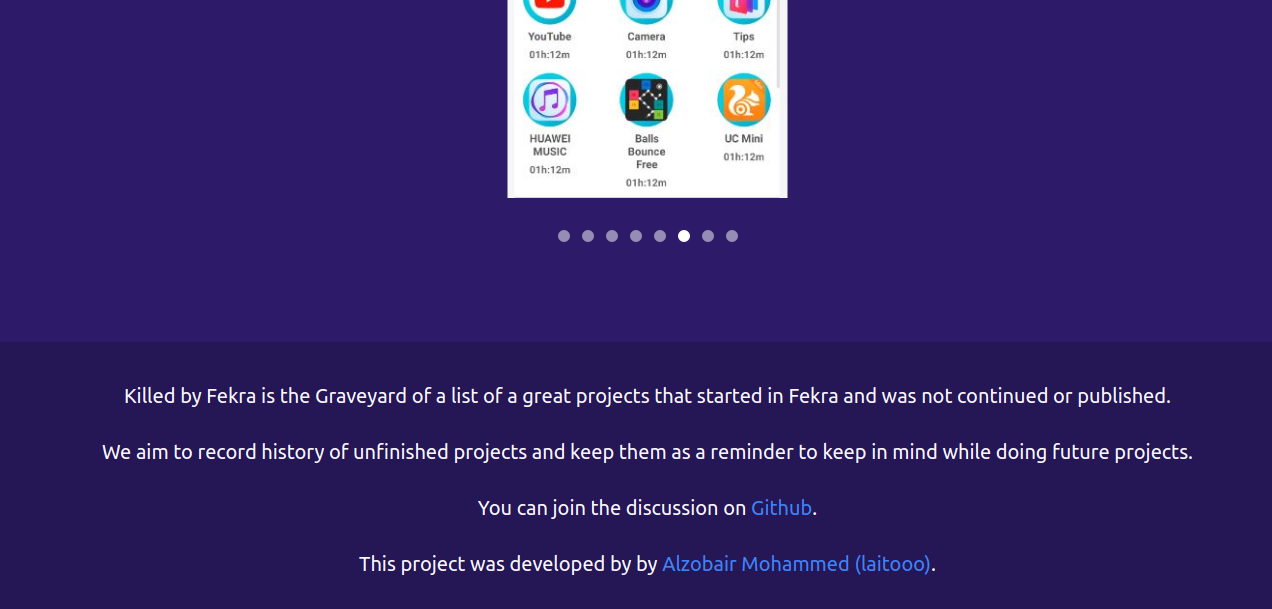 YouTube Camera Tips
01h:12m 01h:12m 01h:12m
HUAWEI MUSIC
01h:12m
Balls Bounce Free
01h:12m
UC Mini
01h:12m
Killed by Fekra is the Graveyard of a list of a great projects that started in Fekra and was not continued or published.
We aim to record history of unfinished projects and keep them as a reminder to keep in mind while doing future projects.
You can join the discussion on Github.
This project was developed by by Alzobair Mohammed (laitooo).